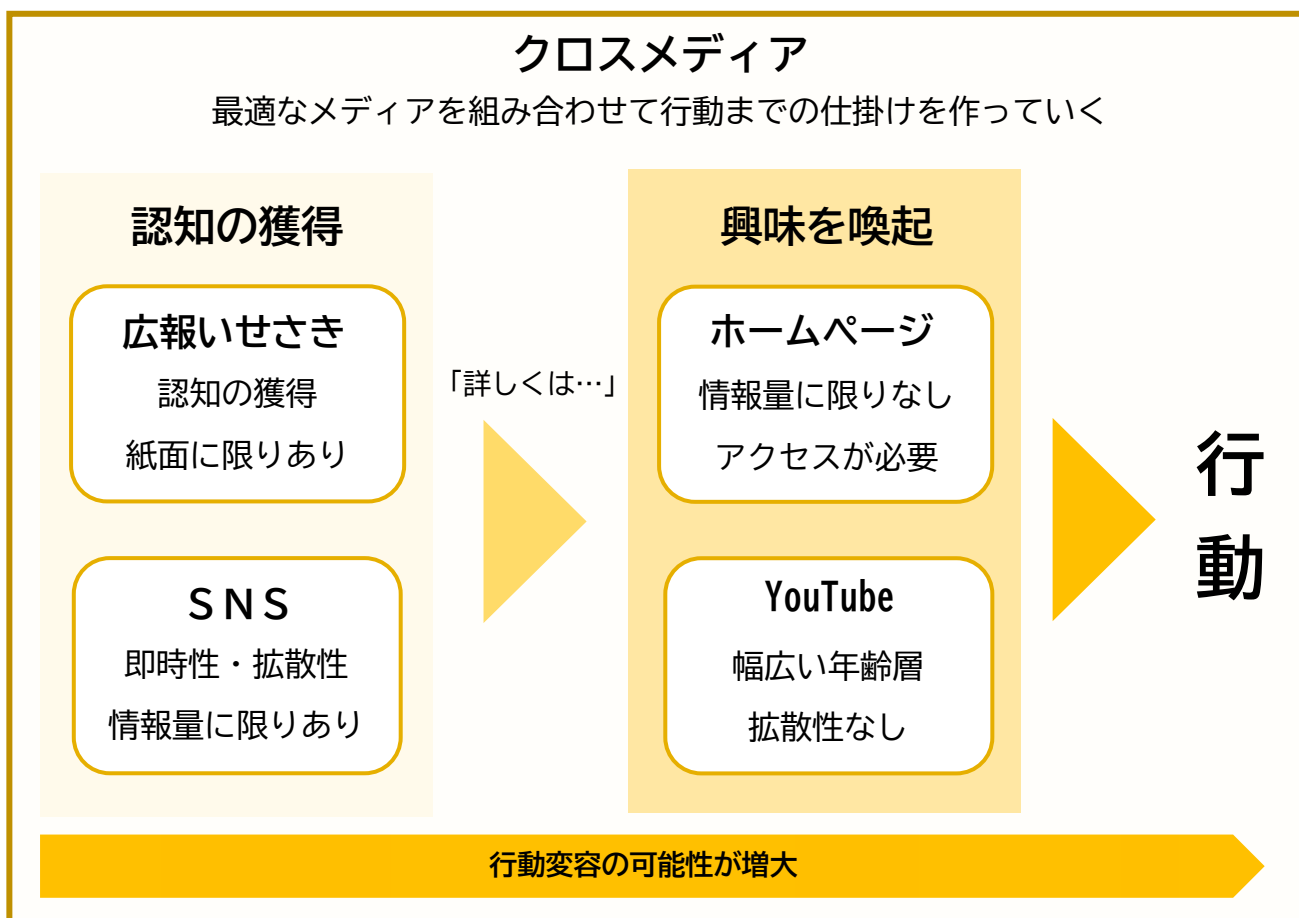 クロスメディア
最適なメディアを組み合わせて行動までの仕掛けを作っていく
認知の獲得
広報いせさき
認知の獲得
紙面に限りあり
SNS
即時性・拡散性
情報量に限りあり
「詳しくは…」
興味を喚起
ホームページ
情報量に限りなし
アクセスが必要
YouTube
幅広い年齢層
拡散性なし
行動
行動変容の可能性が増大